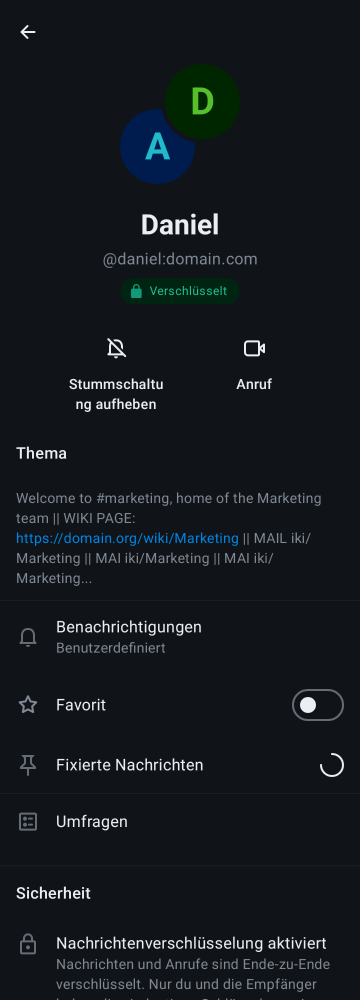 D
A
Daniel
@daniel:domain.com
Verschlüsselt
Stummschaltu
ng aufheben
Anruf
Thema
Welcome to #marketing, home of the Marketing
team || WIKI PAGE:
https://domain.org/wiki/Marketing || MAIL iki/
Marketing || MAI iki/Marketing || MAI iki/
Marketing...
Benachrichtigungen
Benutzerdefiniert
Favorit
Fixierte Nachrichten
Umfragen
Sicherheit
Nachrichtenverschlüsselung aktiviert
Nachrichten und Anrufe sind Ende-zu-Ende
verschlüsselt. Nur du und die Empfänger